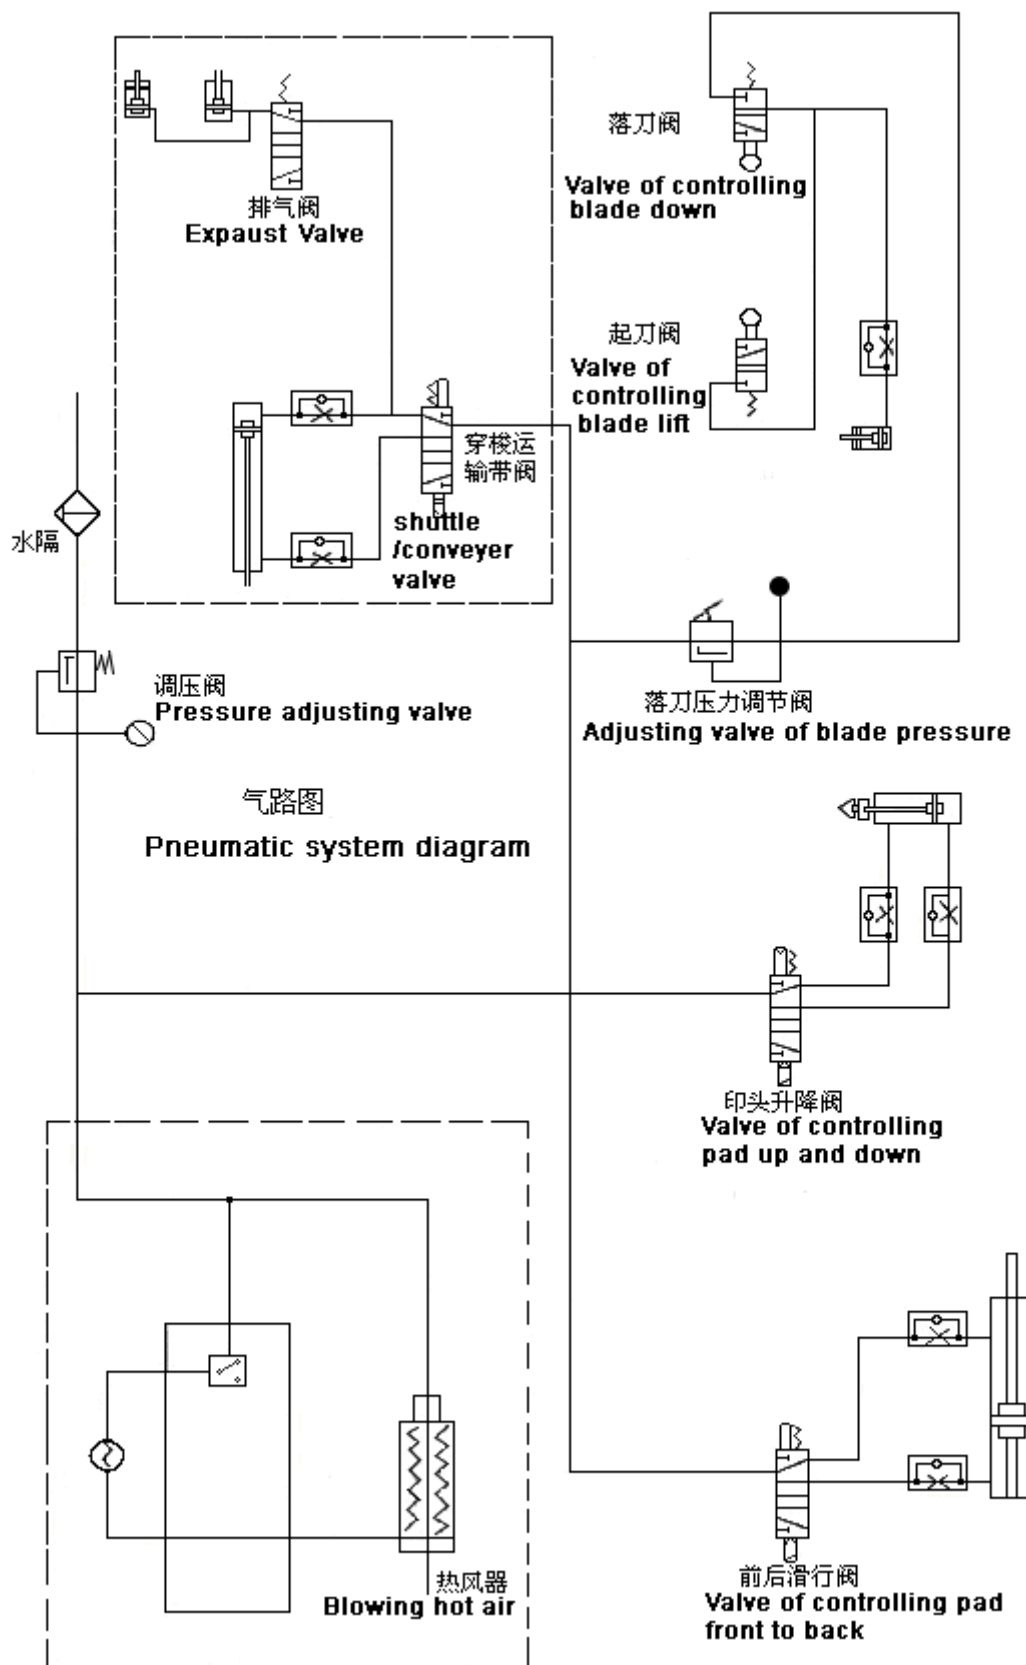 落刀阀
Valve of controlling
blade down
排气阀
Expaust Valve
起刀阀
Valve of
controlling
blade lift
穿梭运
输带阀
shuttle
/conveyer
valve
水隔
调压阀
Pressure adjusting valve
落刀压力调节阀
Adjusting valve of blade pressure
气路图
Pneumatic system diagram
印头升降阀
Valve of controlling
pad up and down
热风器
Blowing hot air
前后滑行阀
Valve of controlling pad
front to back